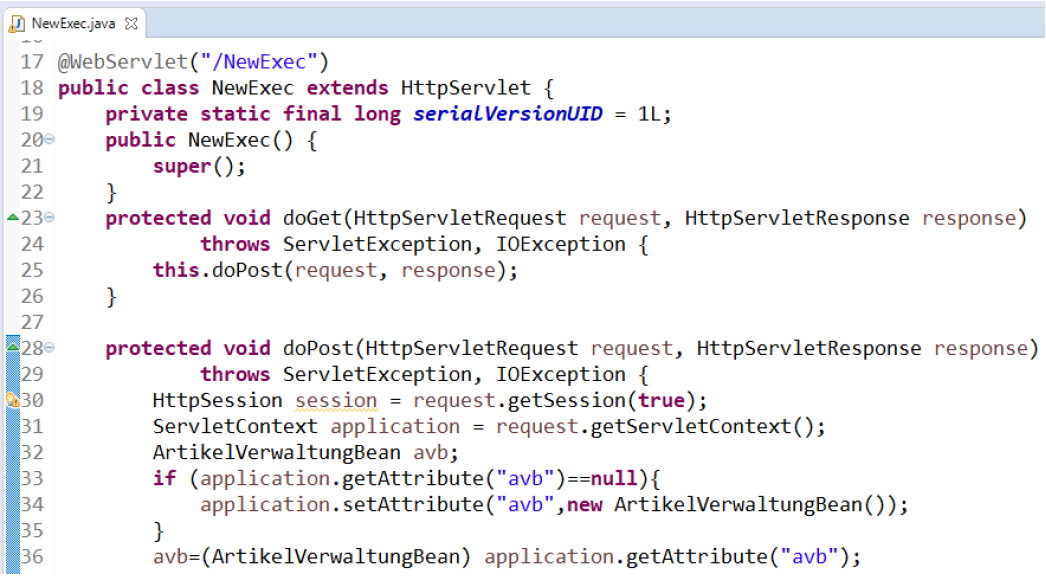 NewExec.java
16
17 @WebServlet("/NewExec")
18 public class NewExec extends HttpServlet {
19     private static final long serialVersionUID = 1L;
20     public NewExec() {
21         super();
22     }
23     protected void doGet(HttpServletRequest request, HttpServletResponse response)
24             throws ServletException, IOException {
25         this.doPost(request, response);
26     }
27
28     protected void doPost(HttpServletRequest request, HttpServletResponse response)
29             throws ServletException, IOException {
30         HttpSession session = request.getSession(true);
31         ServletContext application = request.getServletContext();
32         ArtikelVerwaltungBean avb;
33         if (application.getAttribute("avb")==null){
34             application.setAttribute("avb",new ArtikelVerwaltungBean());
35         }
36         avb=(ArtikelVerwaltungBean) application.getAttribute("avb");